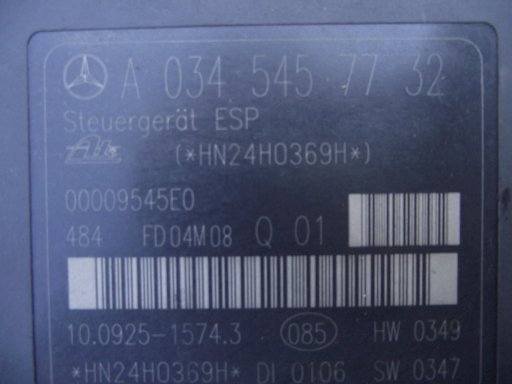 A 034 545 77 32
Steuergerät ESP
Ate (*HN24H0369H*)
00009545E0
484 FD04M08 Q 01
10.0925-1574.3 085 HW 0349
*HN24H0369H* DI 0106 SW 0347